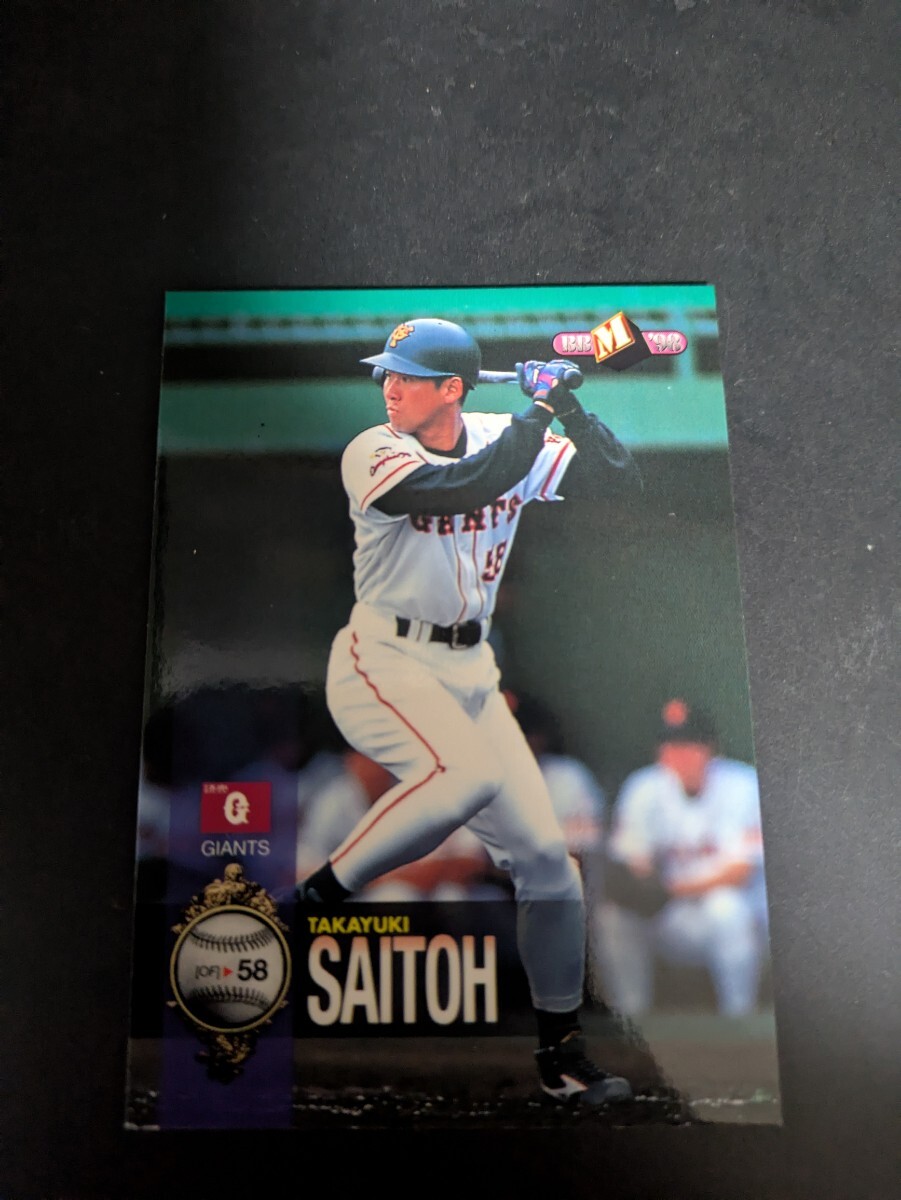 BBM '98
GIANTS
58
G
GIANTS
[OF]▶58
TAKAYUKI
SAITOH